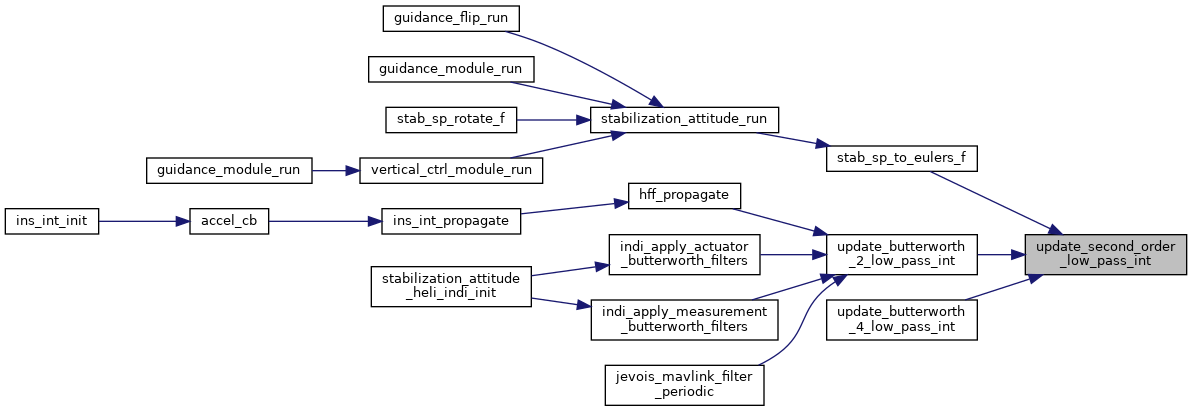 guidance_flip_run
guidance_module_run
stab_sp_rotate_f
stabilization_attitude_run
guidance_module_run
vertical_ctrl_module_run
stab_sp_to_eulers_f
hff_propagate
ins_int_init
accel_cb
ins_int_propagate
indi_apply_actuator
_butterworth_filters
update_butterworth
_2_low_pass_int
update_second_order
_low_pass_int
stabilization_attitude
_heli_indi_init
indi_apply_measurement
_butterworth_filters
update_butterworth
_4_low_pass_int
jevois_mavlink_filter
_periodic